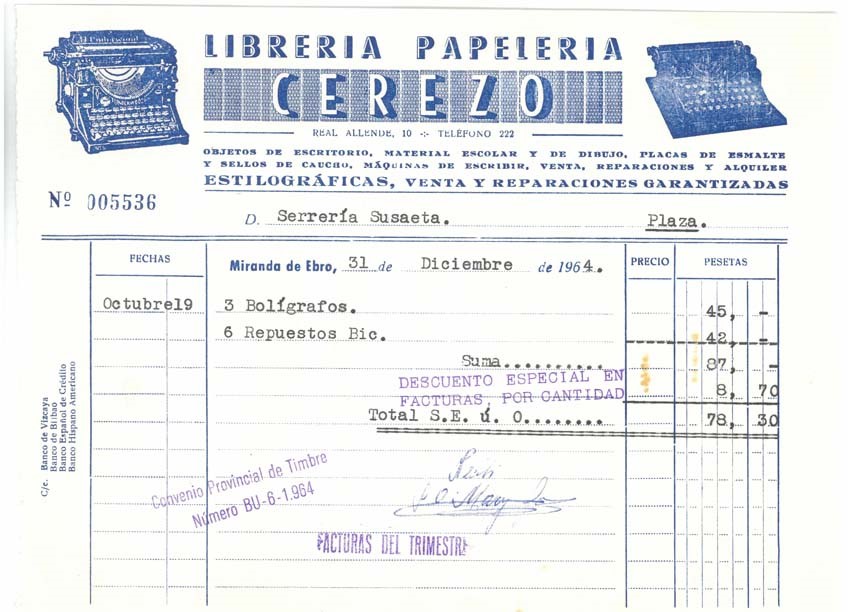 LIBRERIA PAPELERIA
CEREZO
REAL ALLENDE, 10 -:- TELÉFONO 222
OBJETOS DE ESCRITORIO, MATERIAL ESCOLAR Y DE DIBUJO, PLACAS DE ESMALTE
Y SELLOS DE CAUCHO, MÁQUINAS DE ESCRIBIR, VENTA, REPARACIONES Y ALQUILER
ESTILOGRÁFICAS, VENTA Y REPARACIONES GARANTIZADAS
Nº 005536
D. Serrería Susaeta. Plaza.
FECHAS Miranda de Ebro, 31 de Diciembre de 1964. PRECIO PESETAS
Octubre19 3 Bolígrafos. 45, -
6 Repuestos Bic. 42, -
Suma.......... 87, -
DESCUENTO ESPECIAL EN
FACTURAS, POR CANTIDAD 8, 70
Total S.E. ú. O........ 78, 30
C/c. Banco de Vizcaya
Banco de Bilbao
Banco Español de Crédito
Banco Hispano Americano
Convenio Provincial de Timbre
Número BU-6-1.964
FACTURAS DEL TRIMESTRE